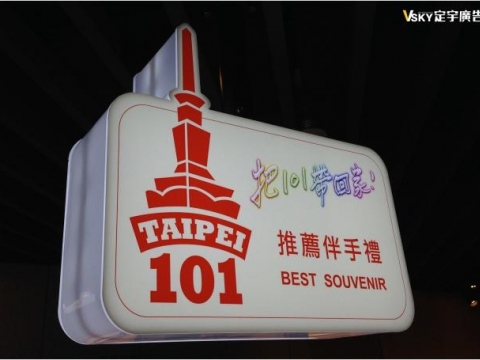 VSKY定宇廣告
把101帶回家!
TAIPEI
101
推薦伴手禮
BEST SOUVENIR